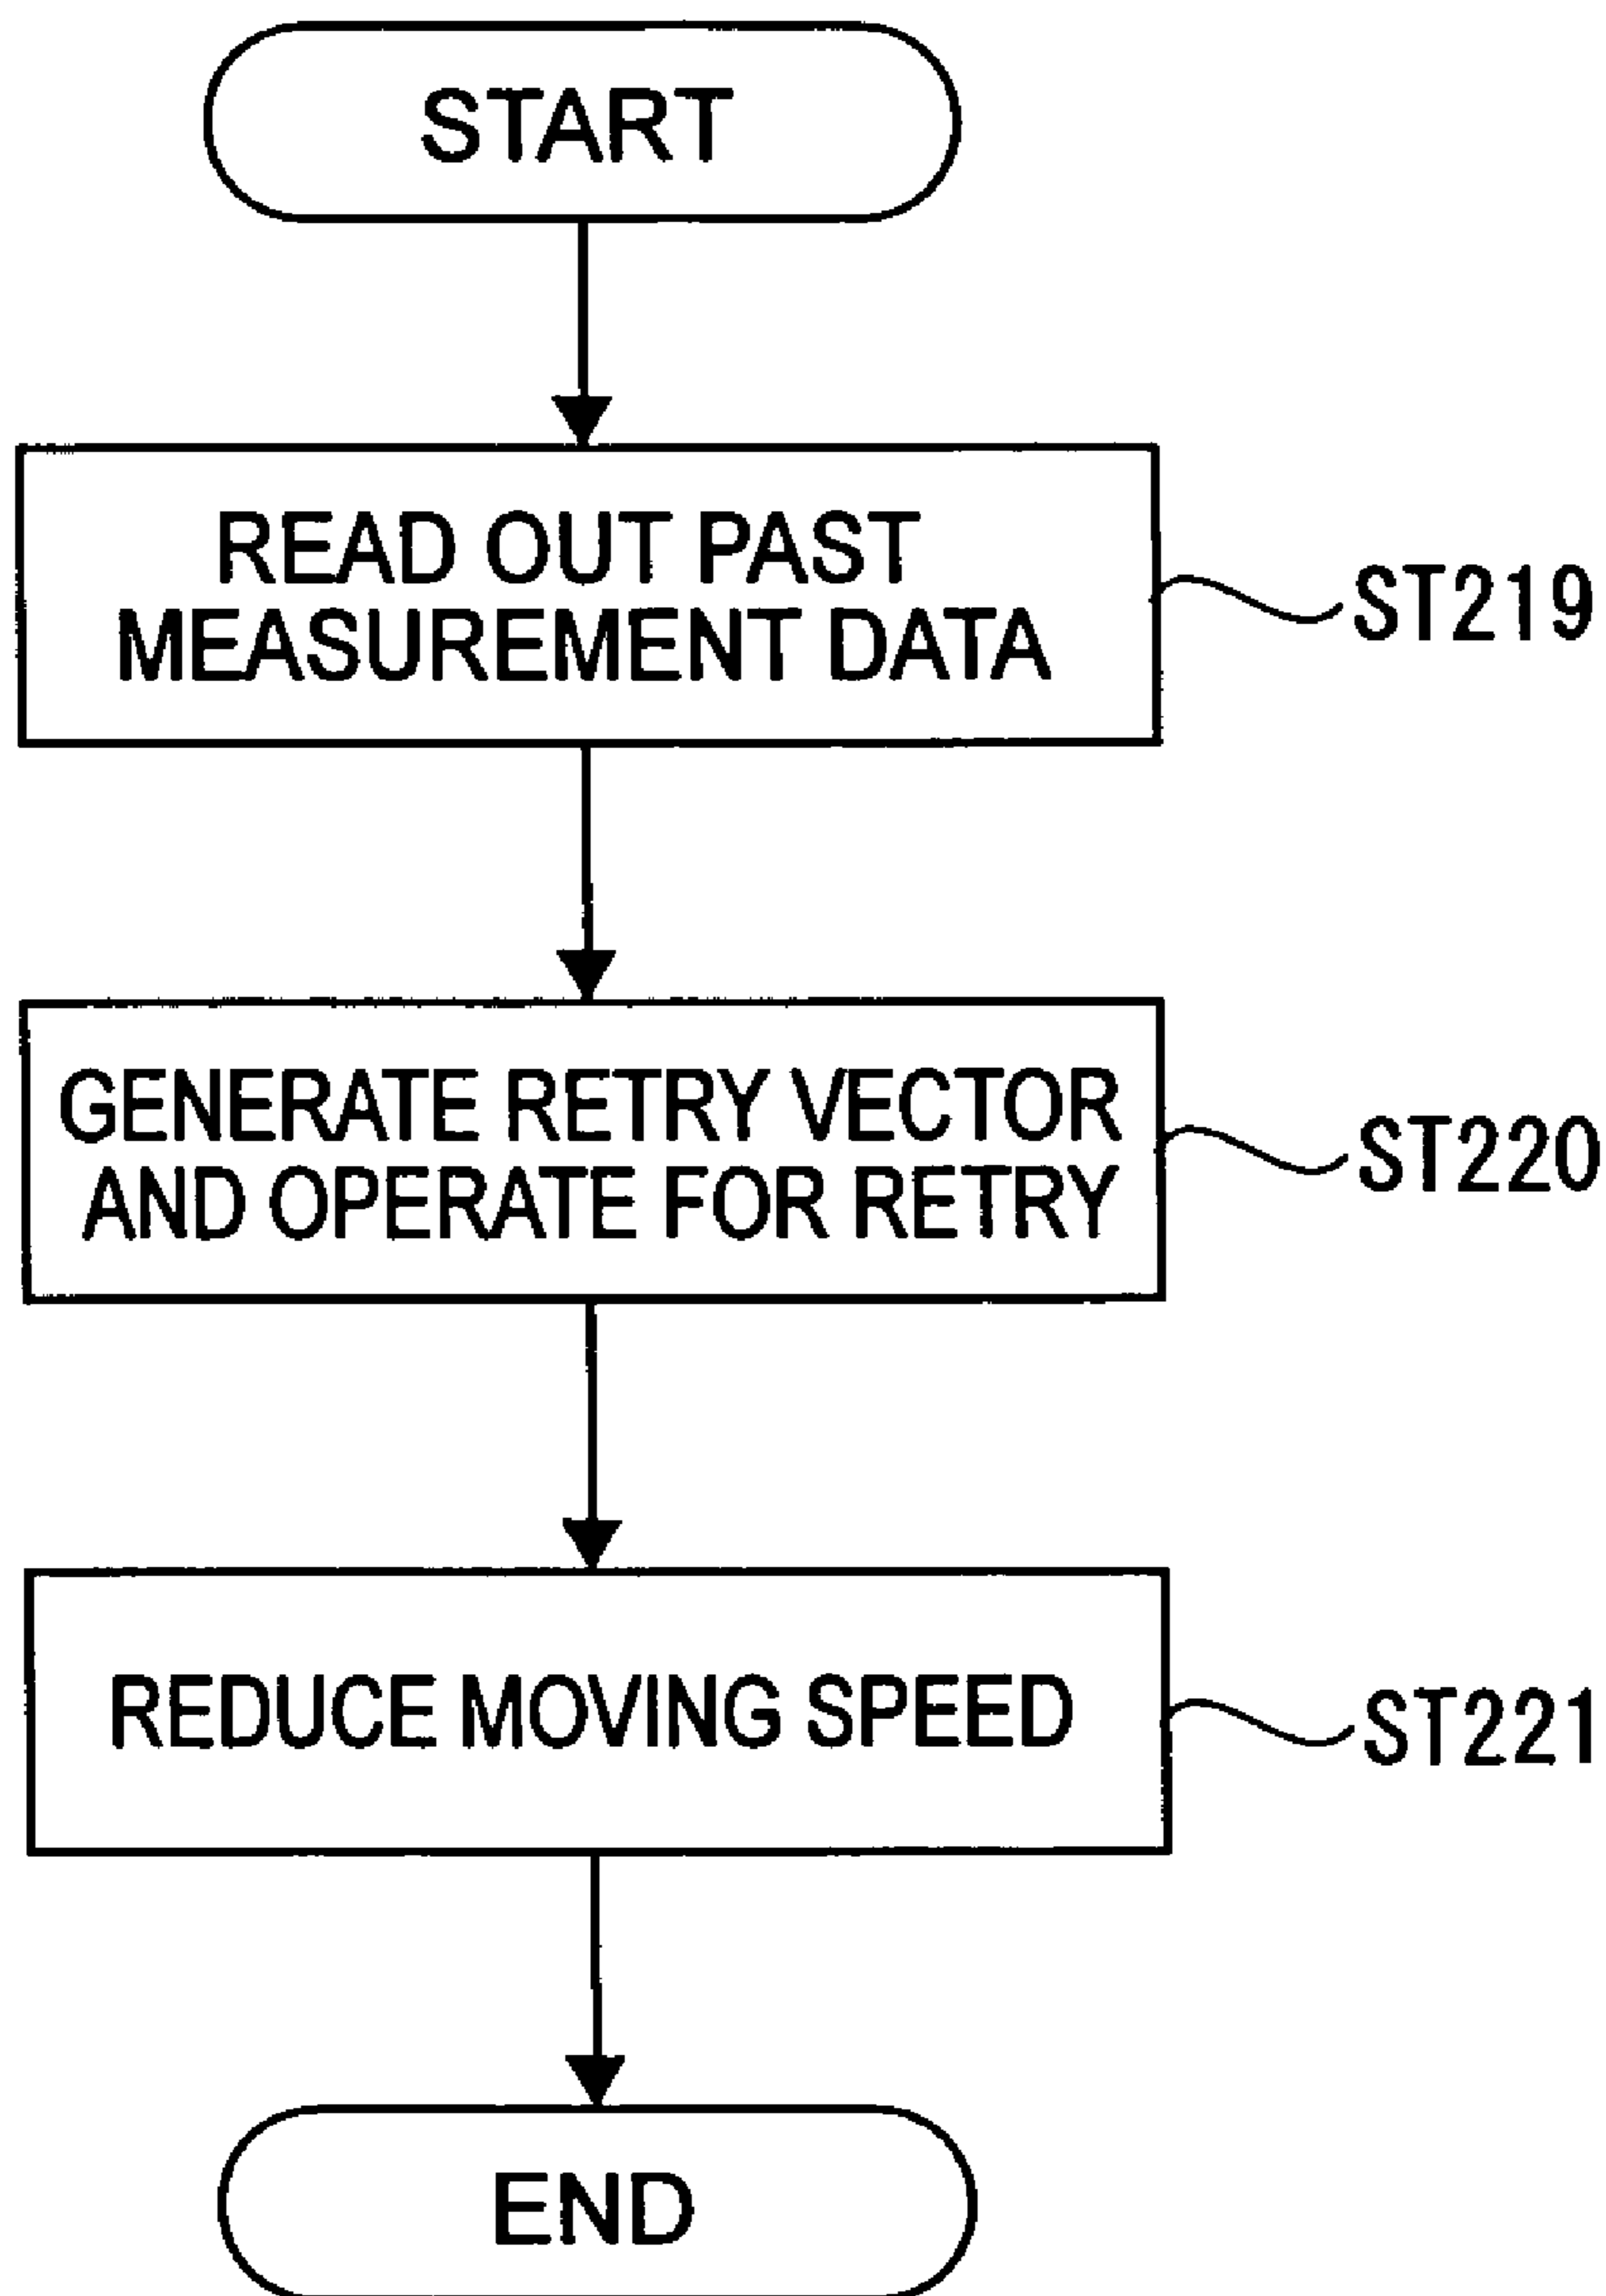 START
READ OUT PAST
MEASUREMENT DATA
ST219
GENERATE RETRY VECTOR
AND OPERATE FOR RETRY
ST220
REDUCE MOVING SPEED
ST221
END